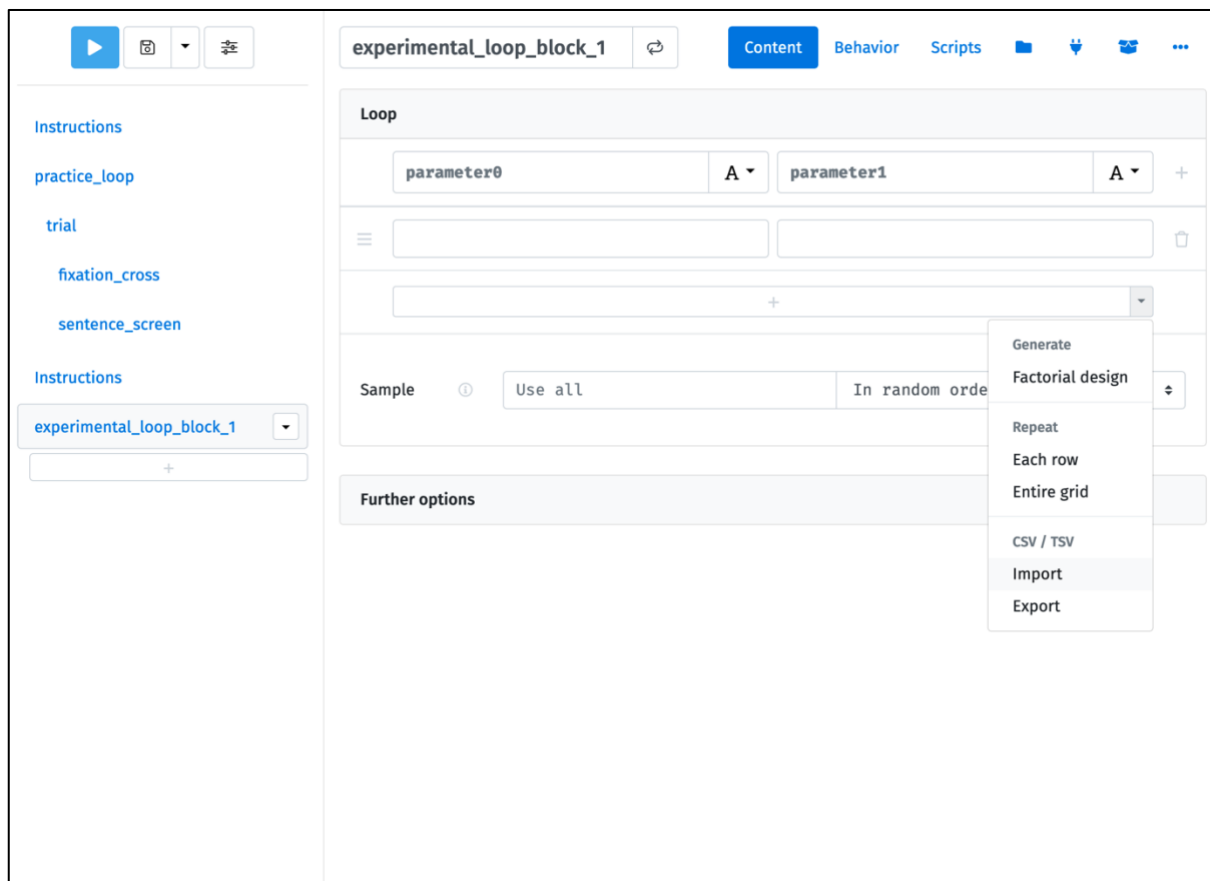 experimental_loop_block_1
Content
Behavior
Scripts
Instructions
practice_loop
trial
fixation_cross
sentence_screen
Instructions
experimental_loop_block_1
Loop
parameter0
A
parameter1
A
Sample
Use all
In random orde
Generate
Factorial design
Repeat
Each row
Entire grid
CSV / TSV
Import
Export
Further options